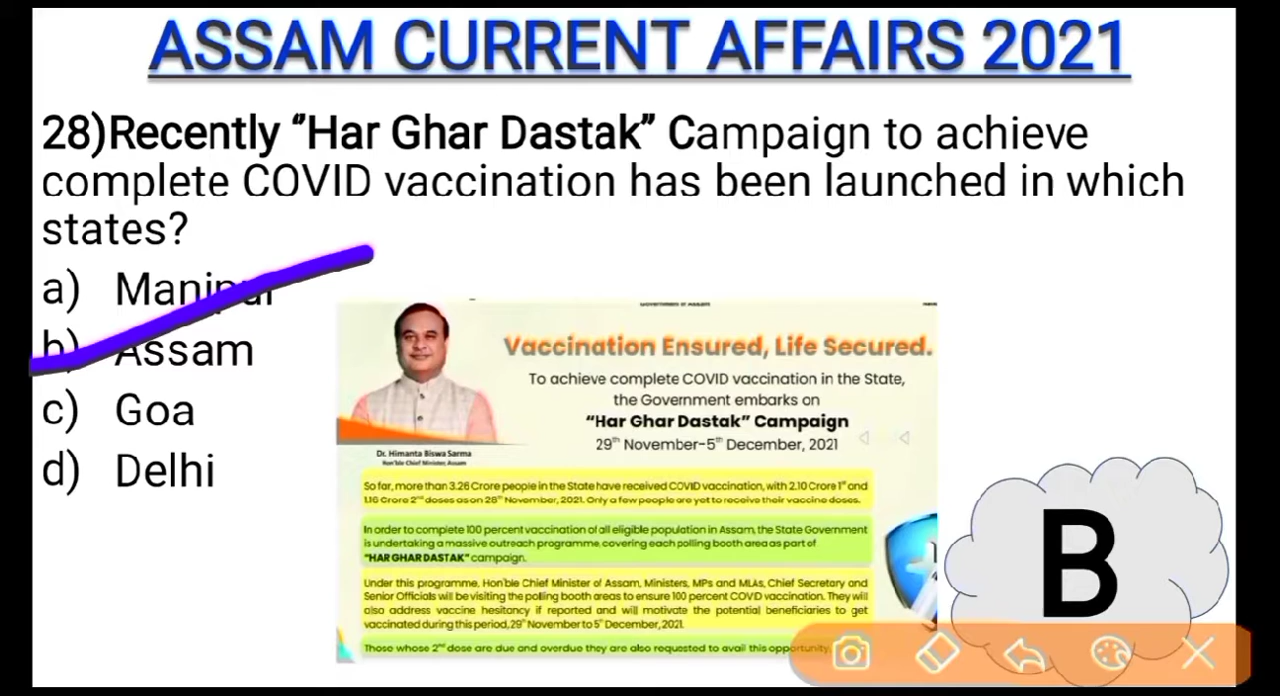 ASSAM CURRENT AFFAIRS 2021
28)Recently “Har Ghar Dastak” Campaign to achieve
complete COVID vaccination has been launched in which
states?
a) Manipur
b) Assam
c) Goa
d) Delhi
Government of Assam
Vaccination Ensured, Life Secured.
To achieve complete COVID vaccination in the State,
the Government embarks on
“Har Ghar Dastak” Campaign
29th November-5th December, 2021
Dr. Himanta Biswa Sarma
Hon'ble Chief Minister, Assam
So far, more than 3.26 Crore people in the State have received COVID vaccination, with 2.10 Crore 1st and
1.16 Crore 2nd doses as on 28th November, 2021. Only a few people are yet to receive their vaccine doses.
In order to complete 100 percent vaccination of all eligible population in Assam, the State Government
is undertaking a massive outreach programme, covering each polling booth area as part of
“HAR GHAR DASTAK” campaign.
Under this programme, Hon'ble Chief Minister of Assam, Ministers, MPs and MLAs, Chief Secretary and
Senior Officials will be visiting the polling booth areas to ensure 100 percent COVID vaccination. They will
also address vaccine hesitancy if reported and will motivate the potential beneficiaries to get
vaccinated during this period, 29th November to 5th December, 2021.
Those whose 2nd dose are due and overdue they are also requested to avail this opportunity.
B